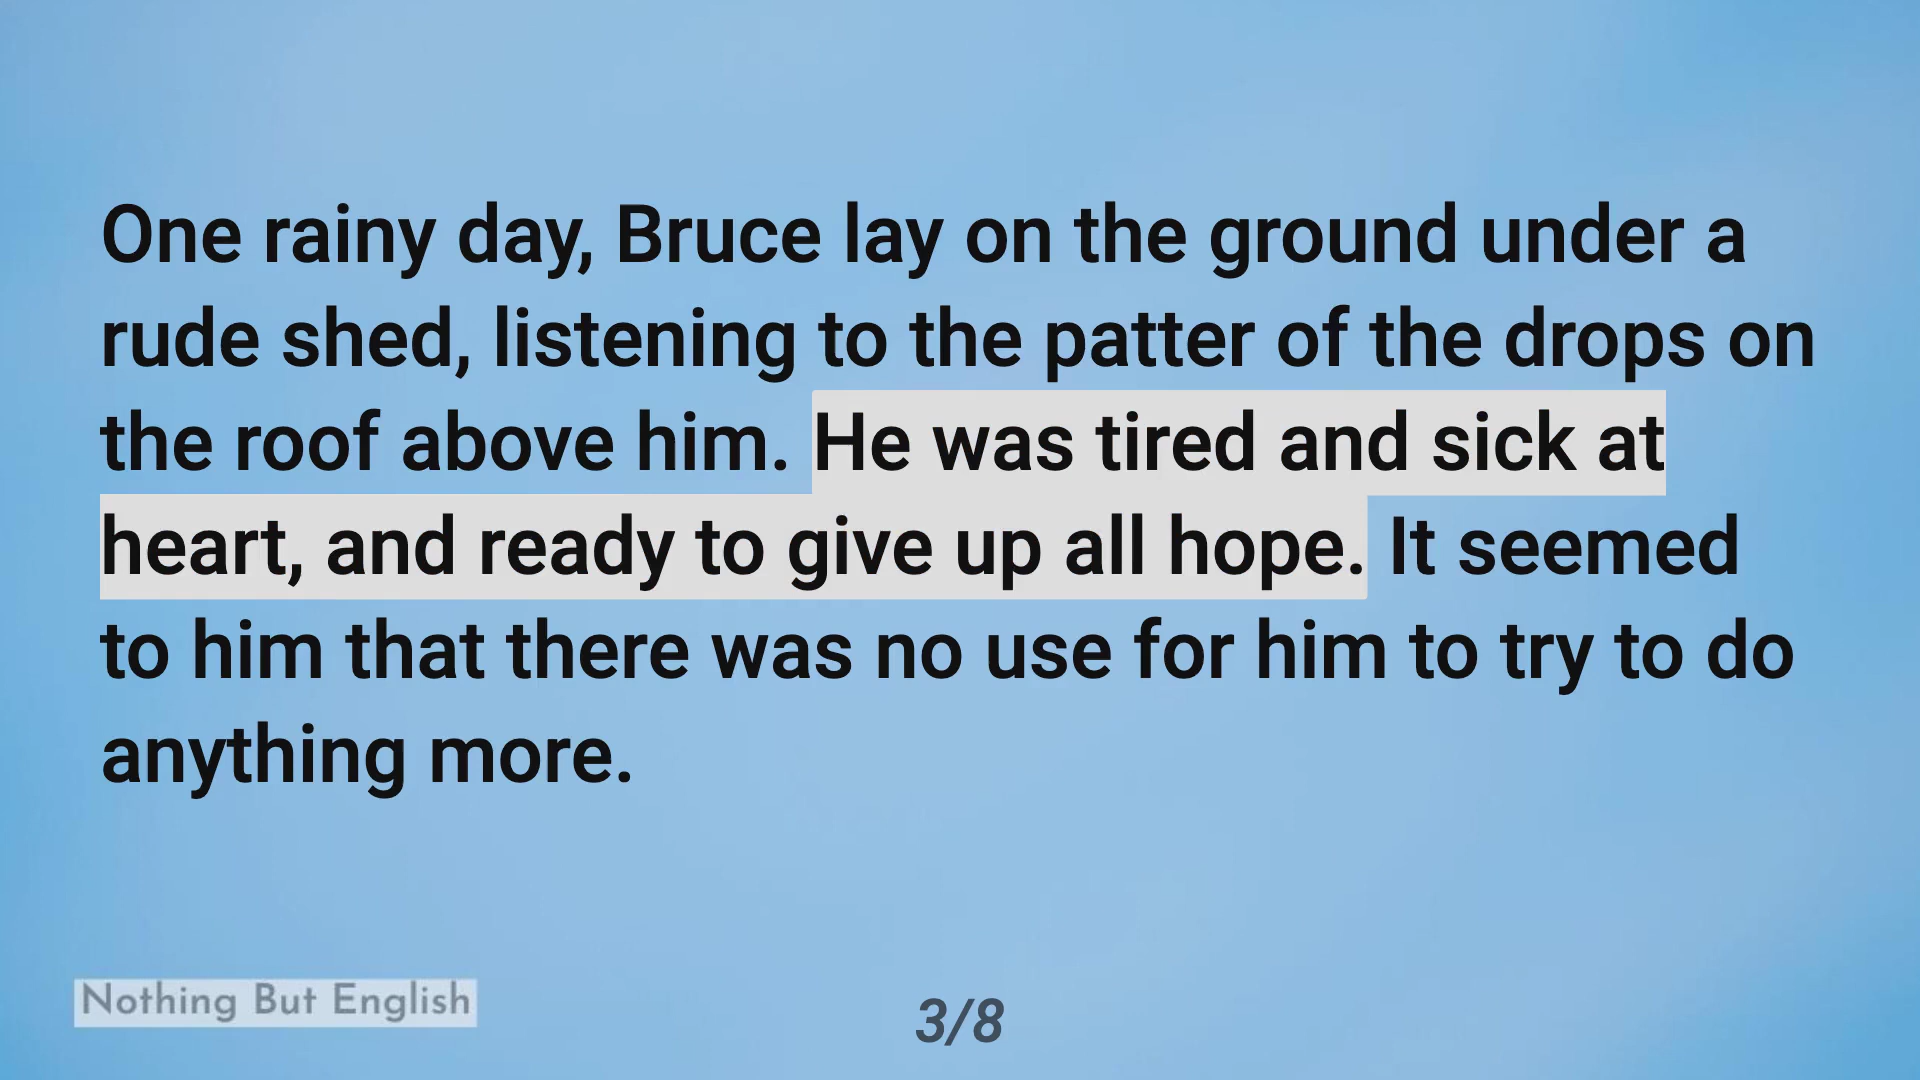 One rainy day, Bruce lay on the ground under a
rude shed, listening to the patter of the drops on
the roof above him. He was tired and sick at
heart, and ready to give up all hope. It seemed
to him that there was no use for him to try to do
anything more.
Nothing But English
3/8